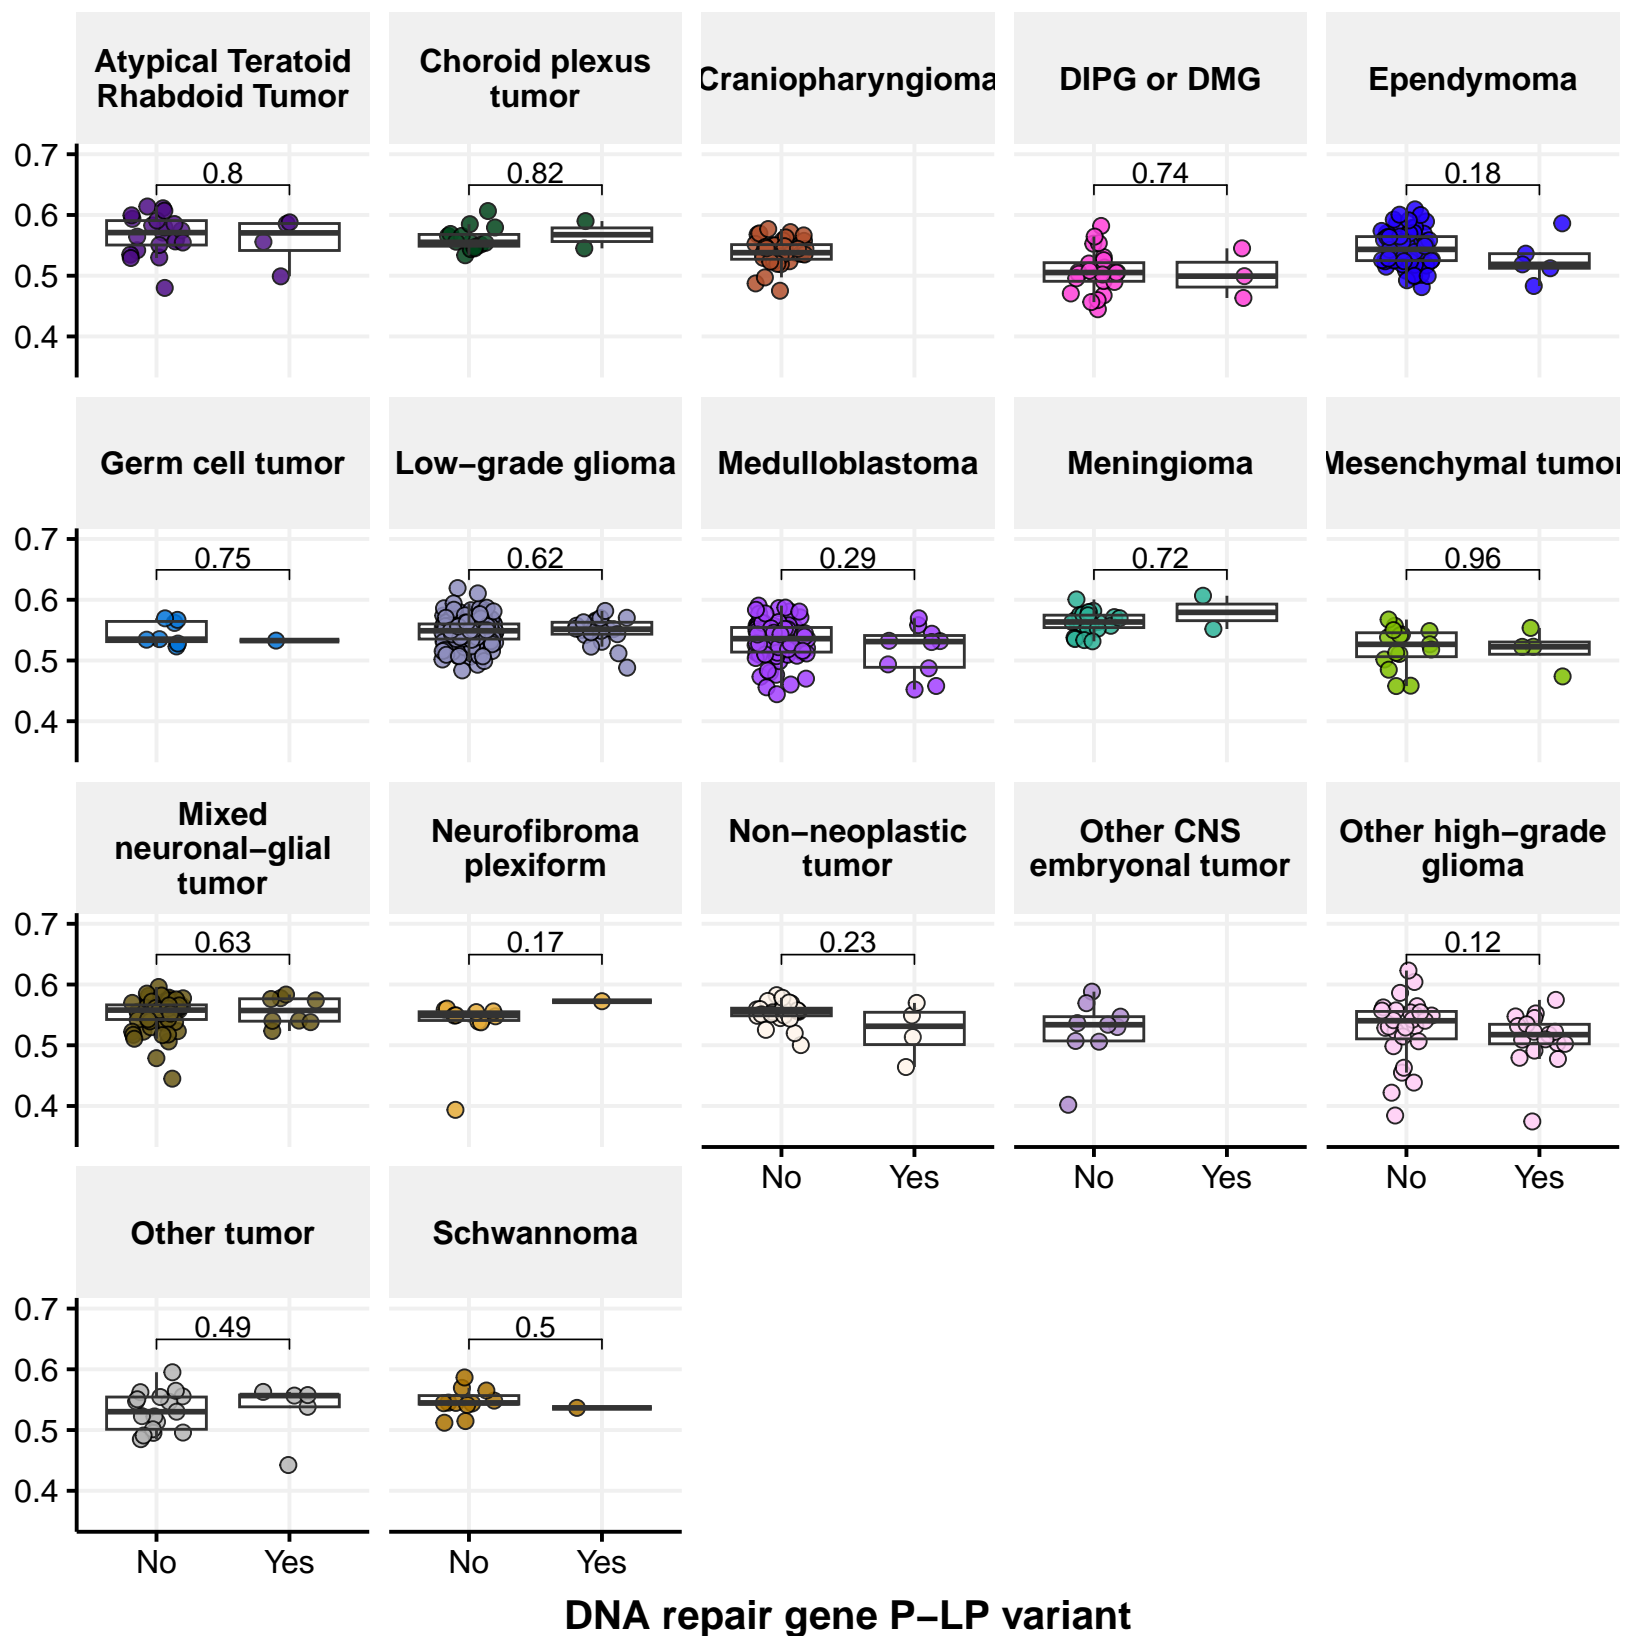 Atypical Teratoid
Rhabdoid Tumor
Choroid plexus
tumor
Craniopharyngioma
DIPG or DMG
Ependymoma
0.7
0.6
0.5
0.4
0.8
0.82
0.74
0.18
Germ cell tumor
Low−grade glioma
Medulloblastoma
Meningioma
Mesenchymal tumor
0.7
0.6
0.5
0.4
0.75
0.62
0.29
0.72
0.96
Mixed
neuronal−glial
tumor
Neurofibroma
plexiform
Non−neoplastic
tumor
Other CNS
embryonal tumor
Other high−grade
glioma
0.7
0.6
0.5
0.4
0.63
0.17
0.23
0.12
No
Yes
No
Yes
No
Yes
Other tumor
Schwannoma
0.7
0.6
0.5
0.4
0.49
0.5
No
Yes
No
Yes
DNA repair gene P−LP variant